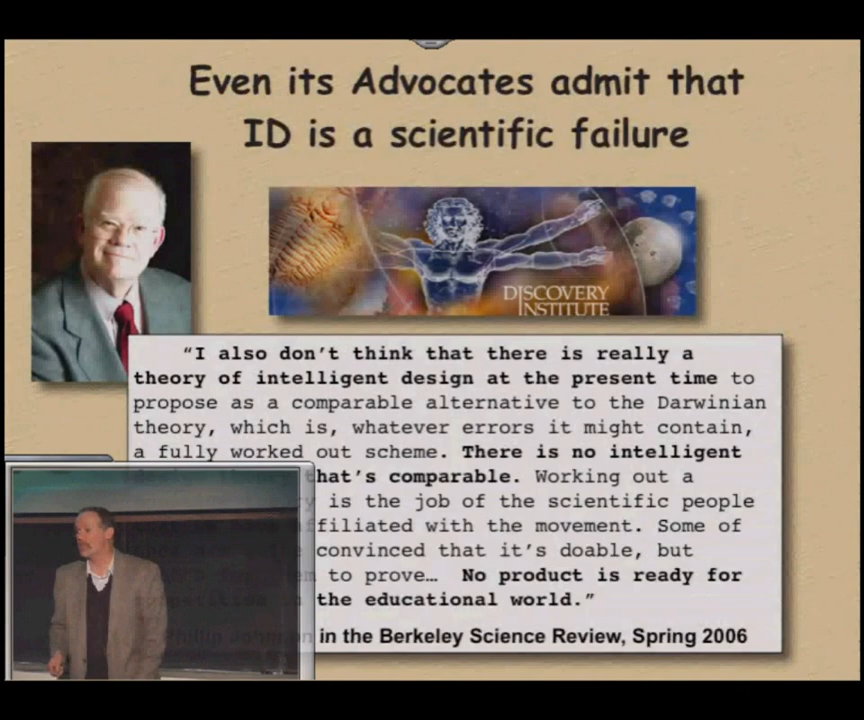 Even its Advocates admit that
ID is a scientific failure
DISCOVERY
INSTITUTE
“I also don’t think that there is really a
theory of intelligent design at the present time to
propose as a comparable alternative to the Darwinian
theory, which is, whatever errors it might contain,
a fully worked out scheme. There is no intelligent
that’s comparable. Working out a
is the job of the scientific people
affiliated with the movement. Some of
convinced that it’s doable, but
to prove… No product is ready for
the educational world.”
Phillip Johnson in the Berkeley Science Review, Spring 2006